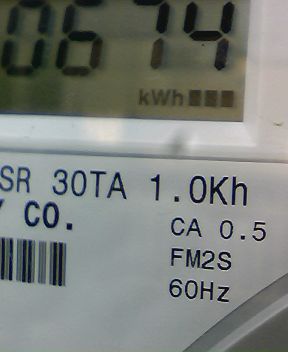 0674
kWh
SR 30TA 1.0Kh
Y CO.
CA 0.5
FM2S
60Hz